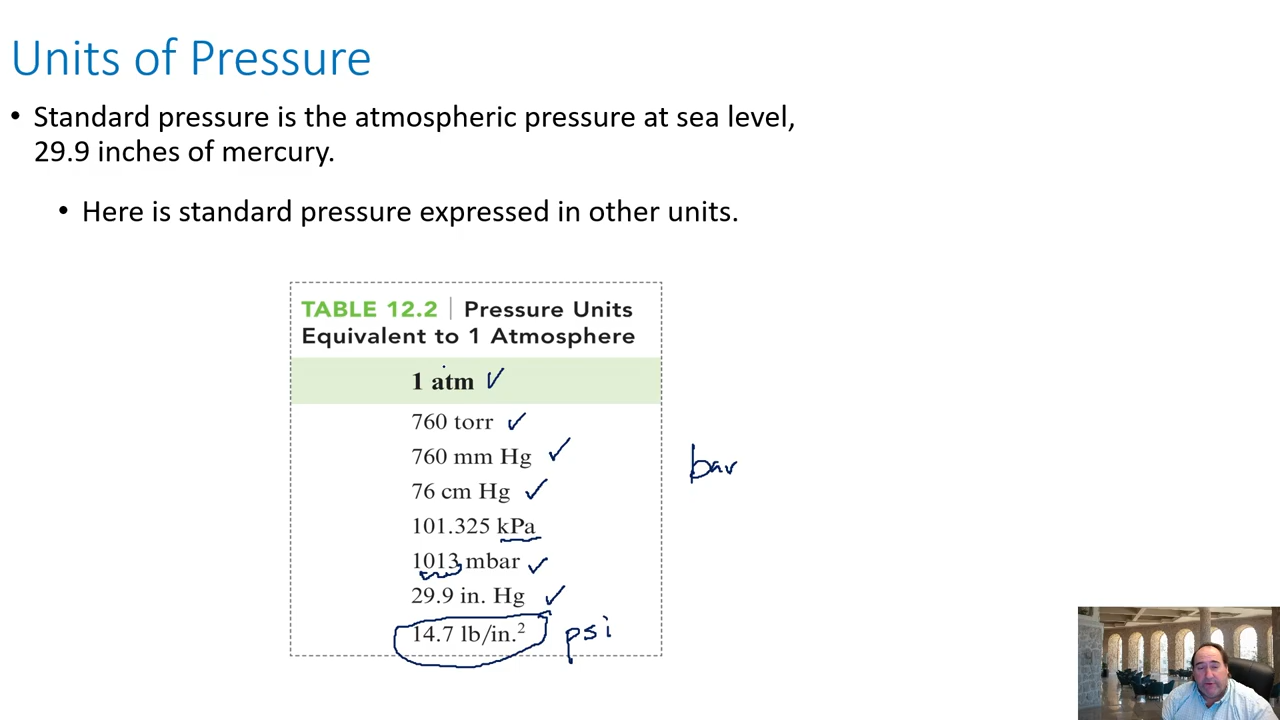 Units of Pressure
• Standard pressure is the atmospheric pressure at sea level,
29.9 inches of mercury.
• Here is standard pressure expressed in other units.
TABLE 12.2 | Pressure Units
Equivalent to 1 Atmosphere
1 atm ✓
760 torr ✓
760 mm Hg ✓
bar
76 cm Hg ✓
101.325 kPa
1013 mbar ✓
29.9 in. Hg ✓
14.7 lb/in.² psi